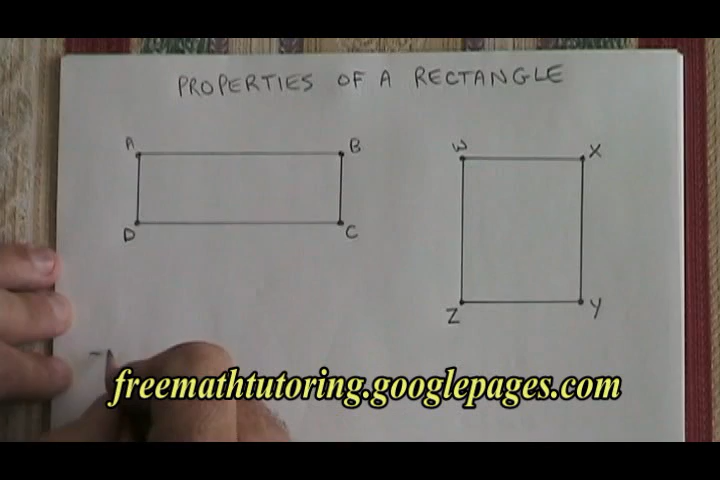 PROPERTIES OF A RECTANGLE
A B
D C
W X
Z Y
freemathtutoring.googlepages.com